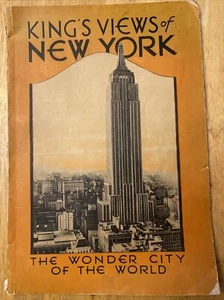 KING'S VIEWS of
NEW YORK
THE WONDER CITY
OF THE WORLD